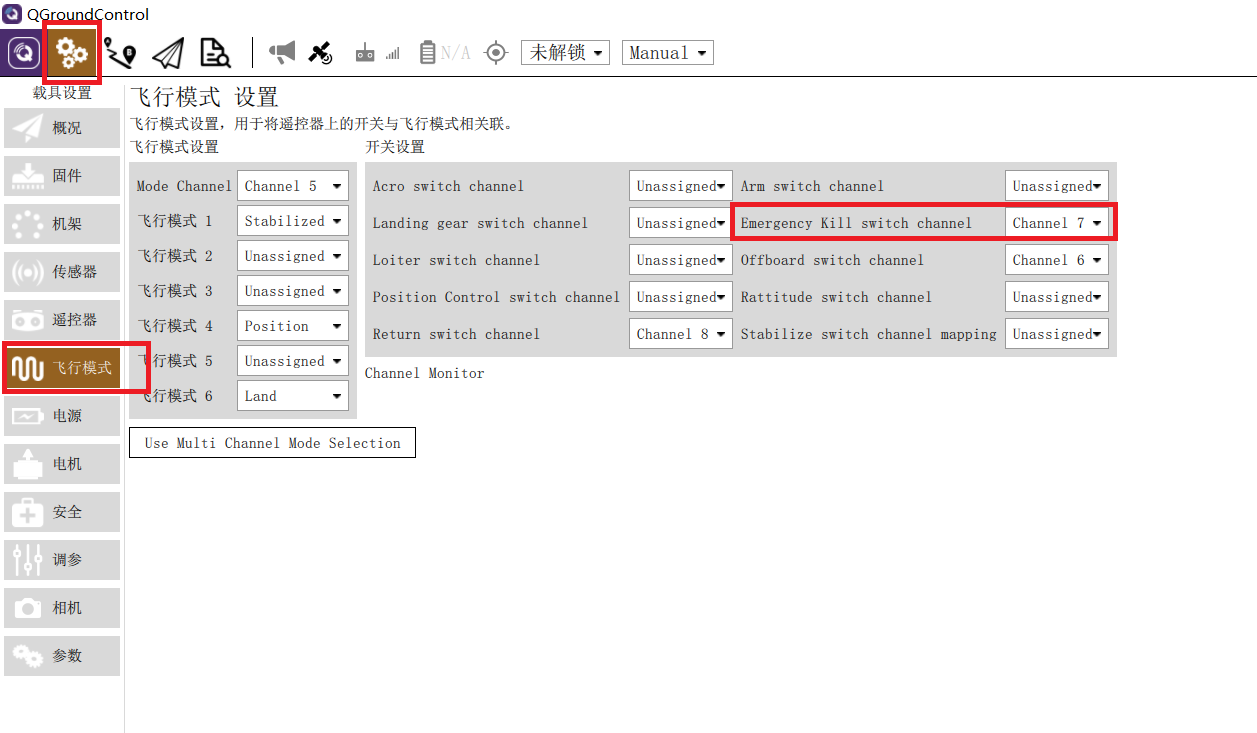 QGroundControl
N/A 未解锁 Manual
载具设置
概况
固件
机架
传感器
遥控器
飞行模式
电源
电机
安全
调参
相机
参数
飞行模式 设置
飞行模式设置，用于将遥控器上的开关与飞行模式相关联。
飞行模式设置
Mode Channel Channel 5
飞行模式 1 Stabilized
飞行模式 2 Unassigned
飞行模式 3 Unassigned
飞行模式 4 Position
飞行模式 5 Unassigned
飞行模式 6 Land
Use Multi Channel Mode Selection
开关设置
Acro switch channel Unassigned Arm switch channel Unassigned
Landing gear switch channel Unassigned Emergency Kill switch channel Channel 7
Loiter switch channel Unassigned Offboard switch channel Channel 6
Position Control switch channel Unassigned Rattitude switch channel Unassigned
Return switch channel Channel 8 Stabilize switch channel mapping Unassigned
Channel Monitor